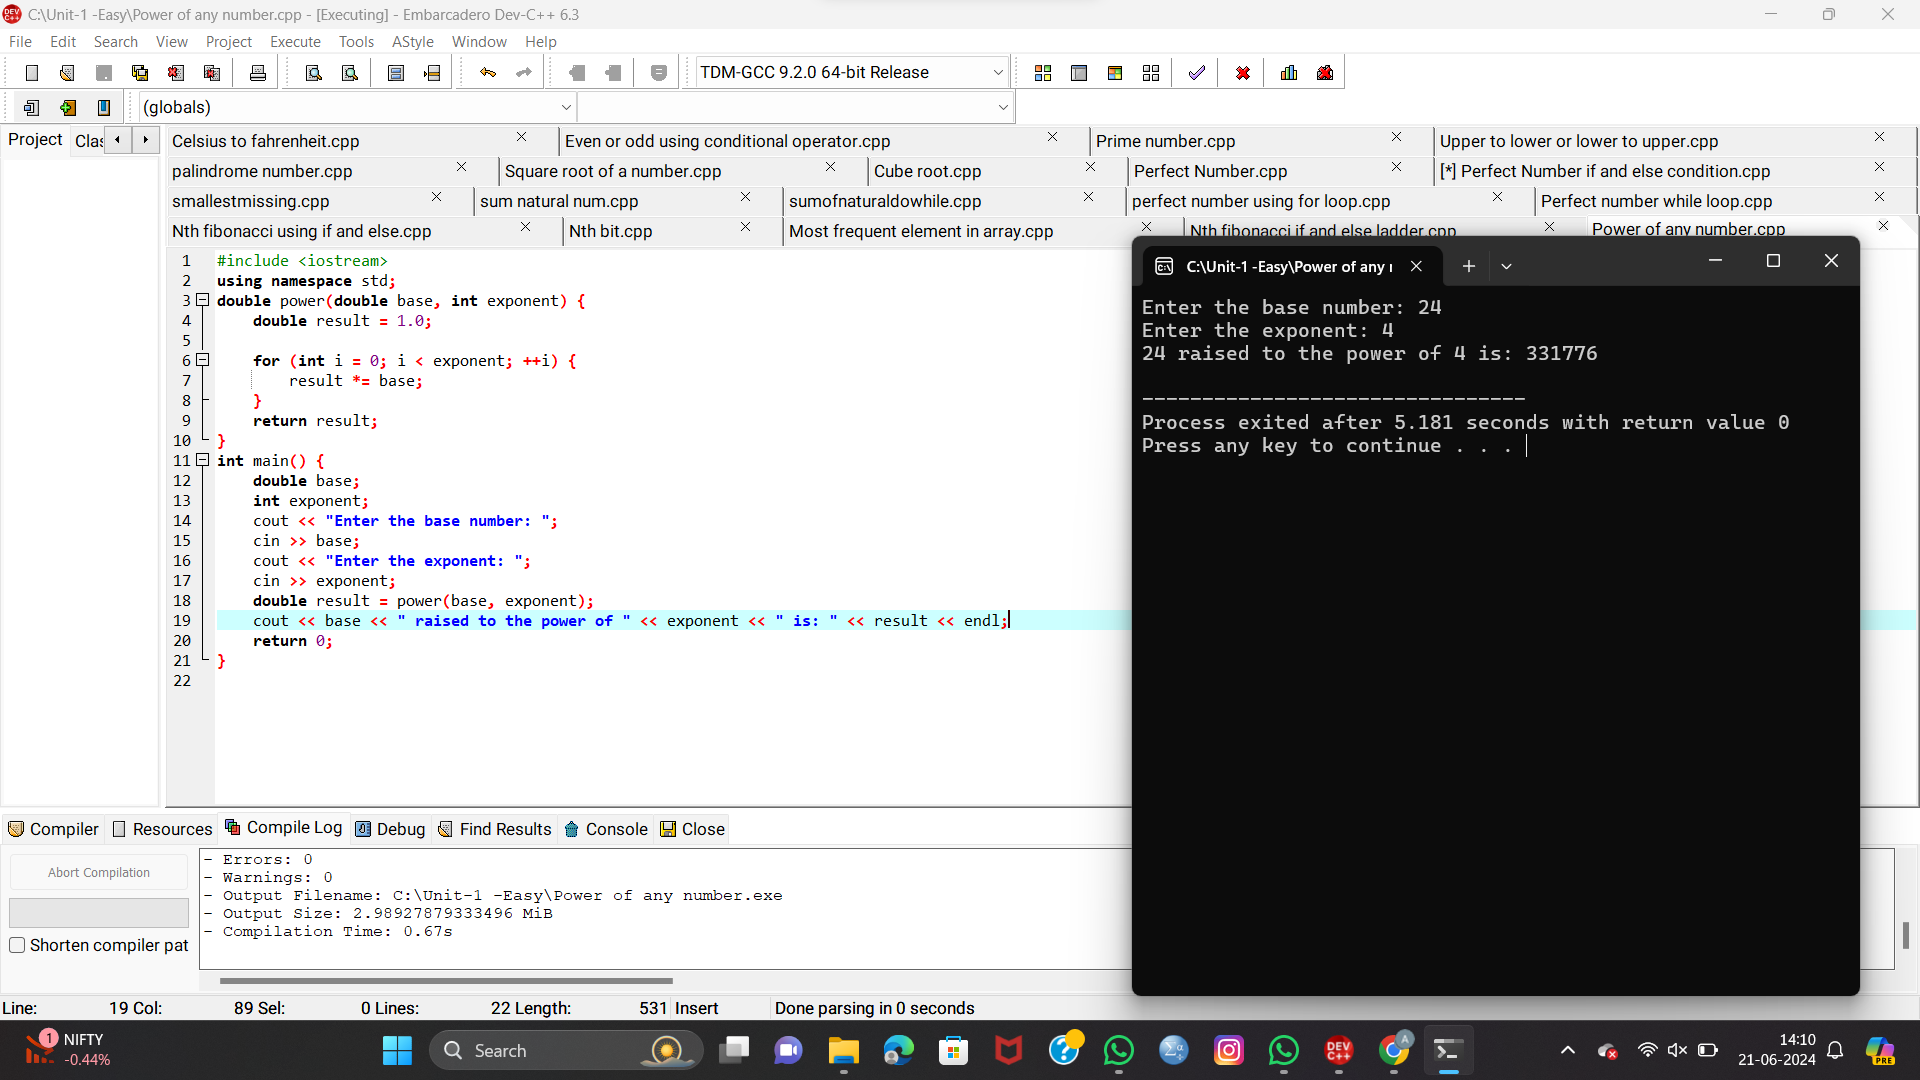 C:\Unit-1 -Easy\Power of any number.cpp - [Executing] - Embarcadero Dev-C++ 6.3
File Edit Search View Project Execute Tools AStyle Window Help
TDM-GCC 9.2.0 64-bit Release
(globals)
Project Clas
Celsius to fahrenheit.cpp Even or odd using conditional operator.cpp Prime number.cpp Upper to lower or lower to upper.cpp
palindrome number.cpp Square root of a number.cpp Cube root.cpp Perfect Number.cpp [*] Perfect Number if and else condition.cpp
smallestmissing.cpp sum natural num.cpp sumofnaturaldowhile.cpp perfect number using for loop.cpp Perfect number while loop.cpp
Nth fibonacci using if and else.cpp Nth bit.cpp Most frequent element in array.cpp Nth fibonacci if and else ladder.cpp Power of any number.cpp
1 #include <iostream>
2 using namespace std;
3 double power(double base, int exponent) {
4 double result = 1.0;
5
6 for (int i = 0; i < exponent; ++i) {
7 result *= base;
8 }
9 return result;
10 }
11 int main() {
12 double base;
13 int exponent;
14 cout << "Enter the base number: ";
15 cin >> base;
16 cout << "Enter the exponent: ";
17 cin >> exponent;
18 double result = power(base, exponent);
19 cout << base << " raised to the power of " << exponent << " is: " << result << endl;
20 return 0;
21 }
22
C:\Unit-1 -Easy\Power of any
Enter the base number: 24
Enter the exponent: 4
24 raised to the power of 4 is: 331776
--------------------------------
Process exited after 5.181 seconds with return value 0
Press any key to continue . . .
Compiler Resources Compile Log Debug Find Results Console Close
Abort Compilation
Shorten compiler pat
- Errors: 0
- Warnings: 0
- Output Filename: C:\Unit-1 -Easy\Power of any number.exe
- Output Size: 2.98927879333496 MiB
- Compilation Time: 0.67s
Line: 19 Col: 89 Sel: 0 Lines: 22 Length: 531 Insert Done parsing in 0 seconds
1 NIFTY
-0.44%
Search
DEV C++
A
PRE
14:10
21-06-2024